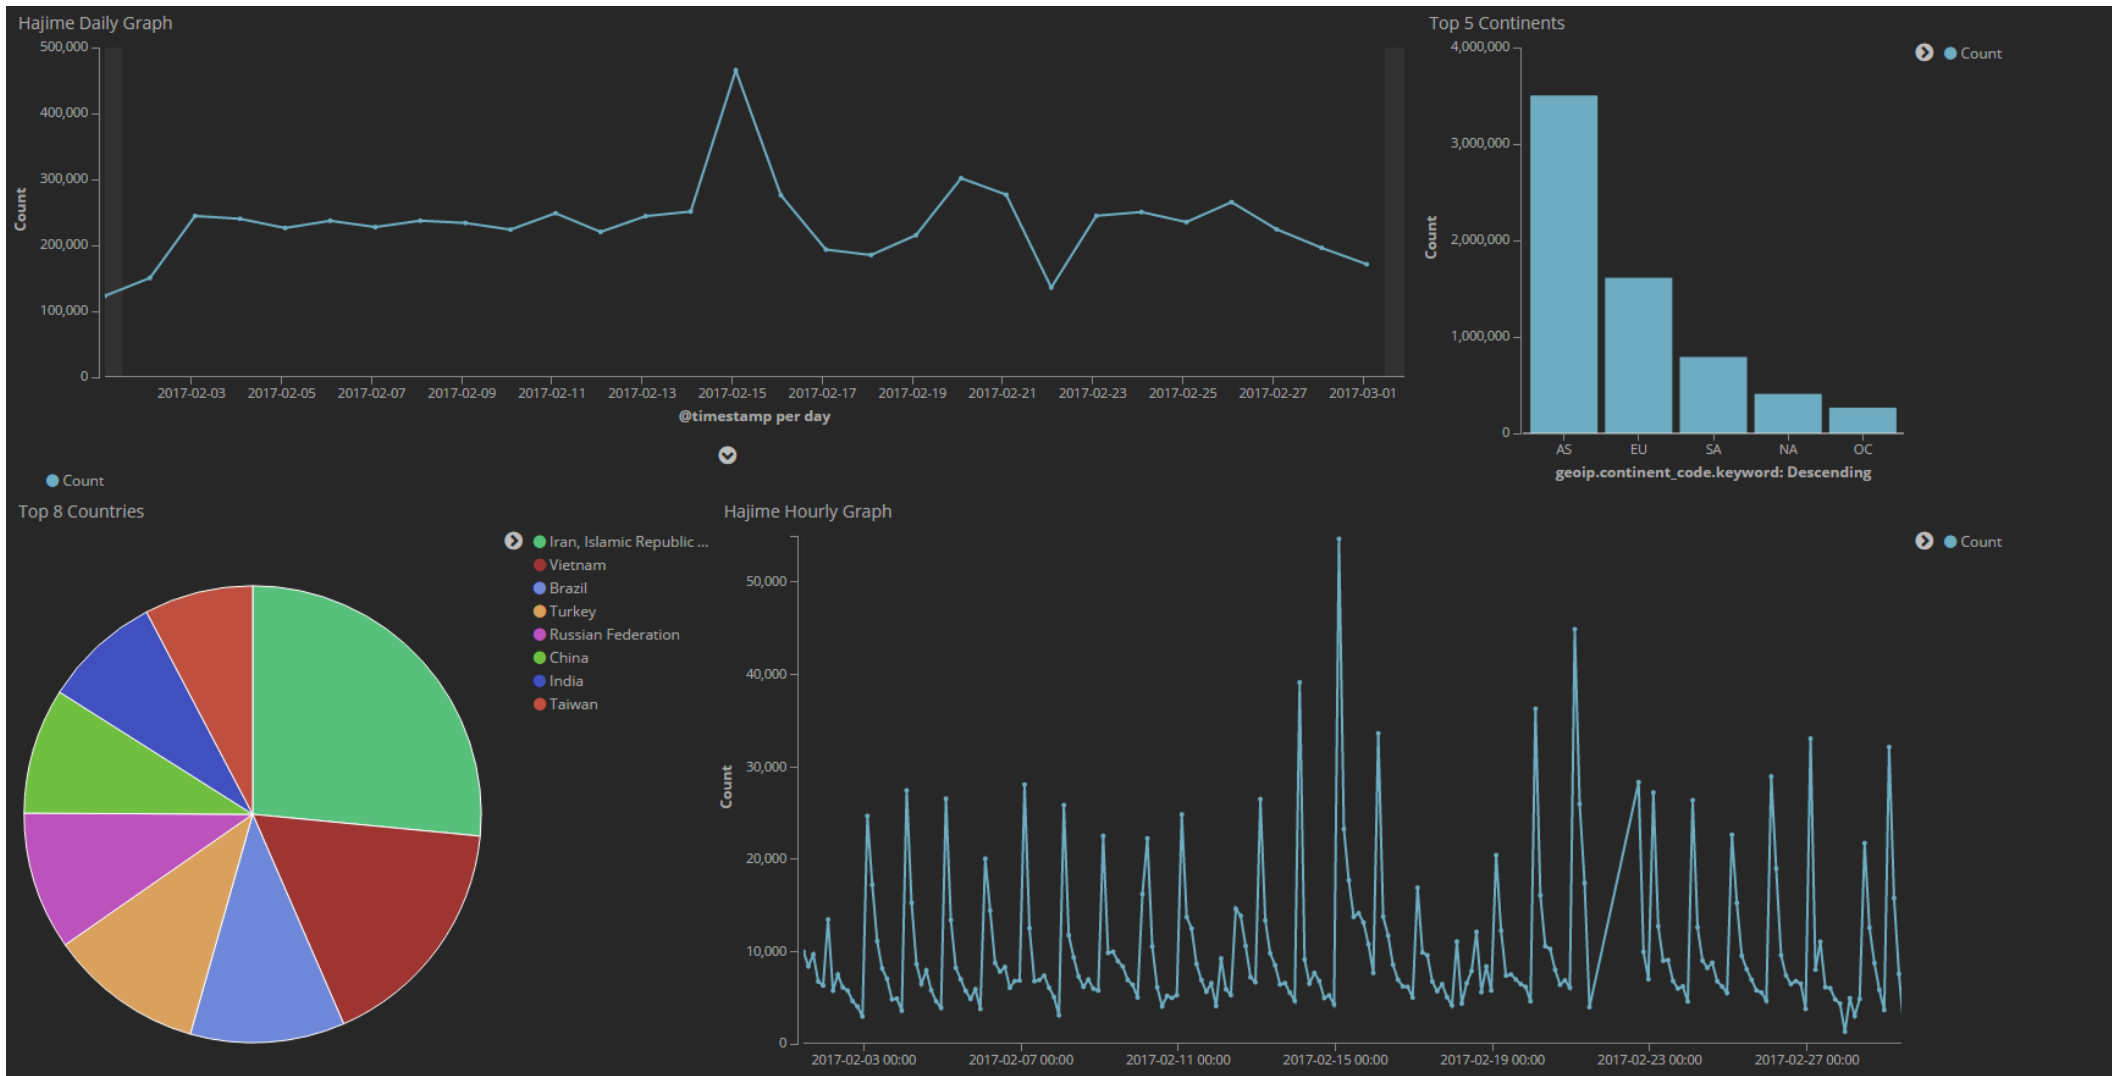 Hajime Daily Graph
500,000
400,000
300,000
200,000
100,000
0
Count
2017-02-03 2017-02-05 2017-02-07 2017-02-09 2017-02-11 2017-02-13 2017-02-15 2017-02-17 2017-02-19 2017-02-21 2017-02-23 2017-02-25 2017-02-27 2017-03-01
@timestamp per day
Count
Top 5 Continents
4,000,000
3,000,000
2,000,000
1,000,000
0
Count
AS EU SA NA OC
geoip.continent_code.keyword: Descending
Count
Top 8 Countries
Iran, Islamic Republic ...
Vietnam
Brazil
Turkey
Russian Federation
China
India
Taiwan
Hajime Hourly Graph
50,000
40,000
30,000
20,000
10,000
0
Count
2017-02-03 00:00 2017-02-07 00:00 2017-02-11 00:00 2017-02-15 00:00 2017-02-19 00:00 2017-02-23 00:00 2017-02-27 00:00
Count